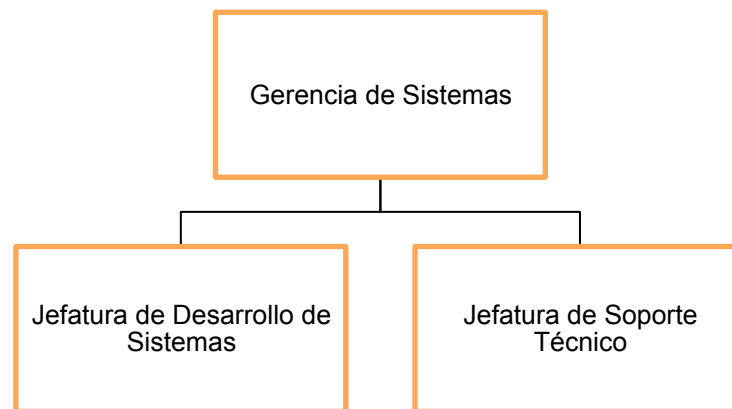 Gerencia de Sistemas
Jefatura de Desarrollo de
Sistemas
Jefatura de Soporte
Técnico